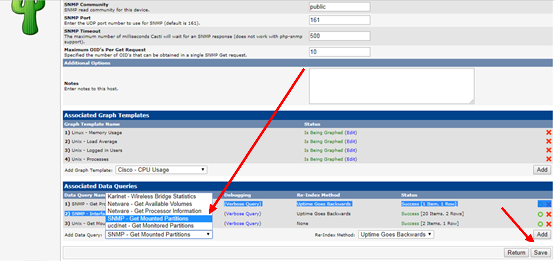 SNMP Community
SNMP read community for this device.
public
SNMP Port
Enter the UDP port number to use for SNMP (default is 161).
161
SNMP Timeout
The maximum number of milliseconds Cacti will wait for an SNMP response (does not work with php-snmp support).
500
Maximum OID's Per Get Request
Specified the number of OID's that can be obtained in a single SNMP Get request.
10
Additional Options
Notes
Enter notes to this host.
Associated Graph Templates
Graph Template Name Status
1) Linux - Memory Usage Is Being Graphed (Edit)
2) Unix - Load Average Is Being Graphed (Edit)
3) Unix - Logged in Users Is Being Graphed (Edit)
4) Unix - Processes Is Being Graphed (Edit)
Add Graph Template: Cisco - CPU Usage Add
Associated Data Queries
Data Query Name Debugging Re-Index Method Status
1) SNMP - Get (Verbose Query) Uptime Goes Backwards Success [1 Item, 1 Row]
2) SNMP - Interfa (Verbose Query) Uptime Goes Backwards Success [20 Items, 2 Rows]
3) Unix - Get Mou (Verbose Query) None Success [2 Items, 1 Row]
Karlnet - Wireless Bridge Statistics
Netware - Get Available Volumes
Netware - Get Processor Information
SNMP - Get Mounted Partitions
ucd/net - Get Monitored Partitions
Add Data Query: SNMP - Get Mounted Partitions Re-Index Method: Uptime Goes Backwards Add
Return Save